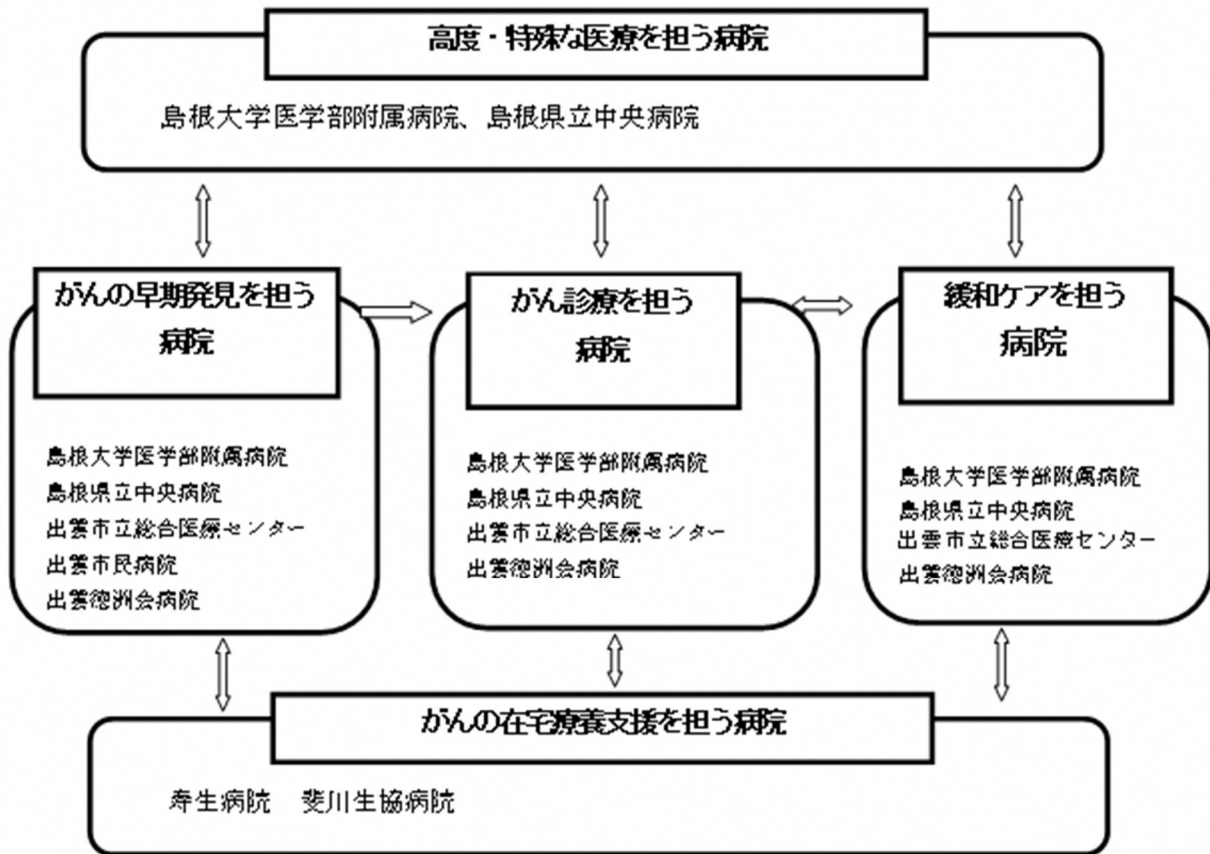 高度・特殊な医療を担う病院
島根大学医学部附属病院、島根県立中央病院
がんの早期発見を担う
病院
島根大学医学部附属病院
島根県立中央病院
出雲市立総合医療センター
出雲市民病院
出雲徳洲会病院
がん診療を担う
病院
島根大学医学部附属病院
島根県立中央病院
出雲市立総合医療センター
出雲徳洲会病院
緩和ケアを担う
病院
島根大学医学部附属病院
島根県立中央病院
出雲市立総合医療センター
出雲徳洲会病院
がんの在宅療養支援を担う病院
寿生病院 斐川生協病院